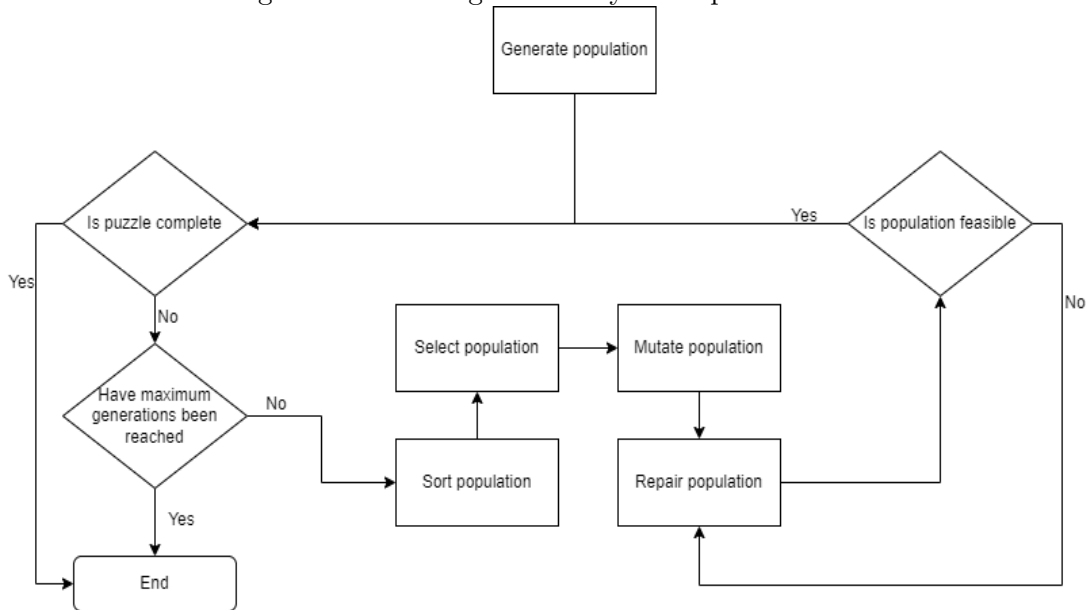 Generate population
Is puzzle complete
Yes
Is population feasible
Yes
No
No
Select population
Mutate population
Have maximum
generations been
reached
No
Sort population
Repair population
Yes
End